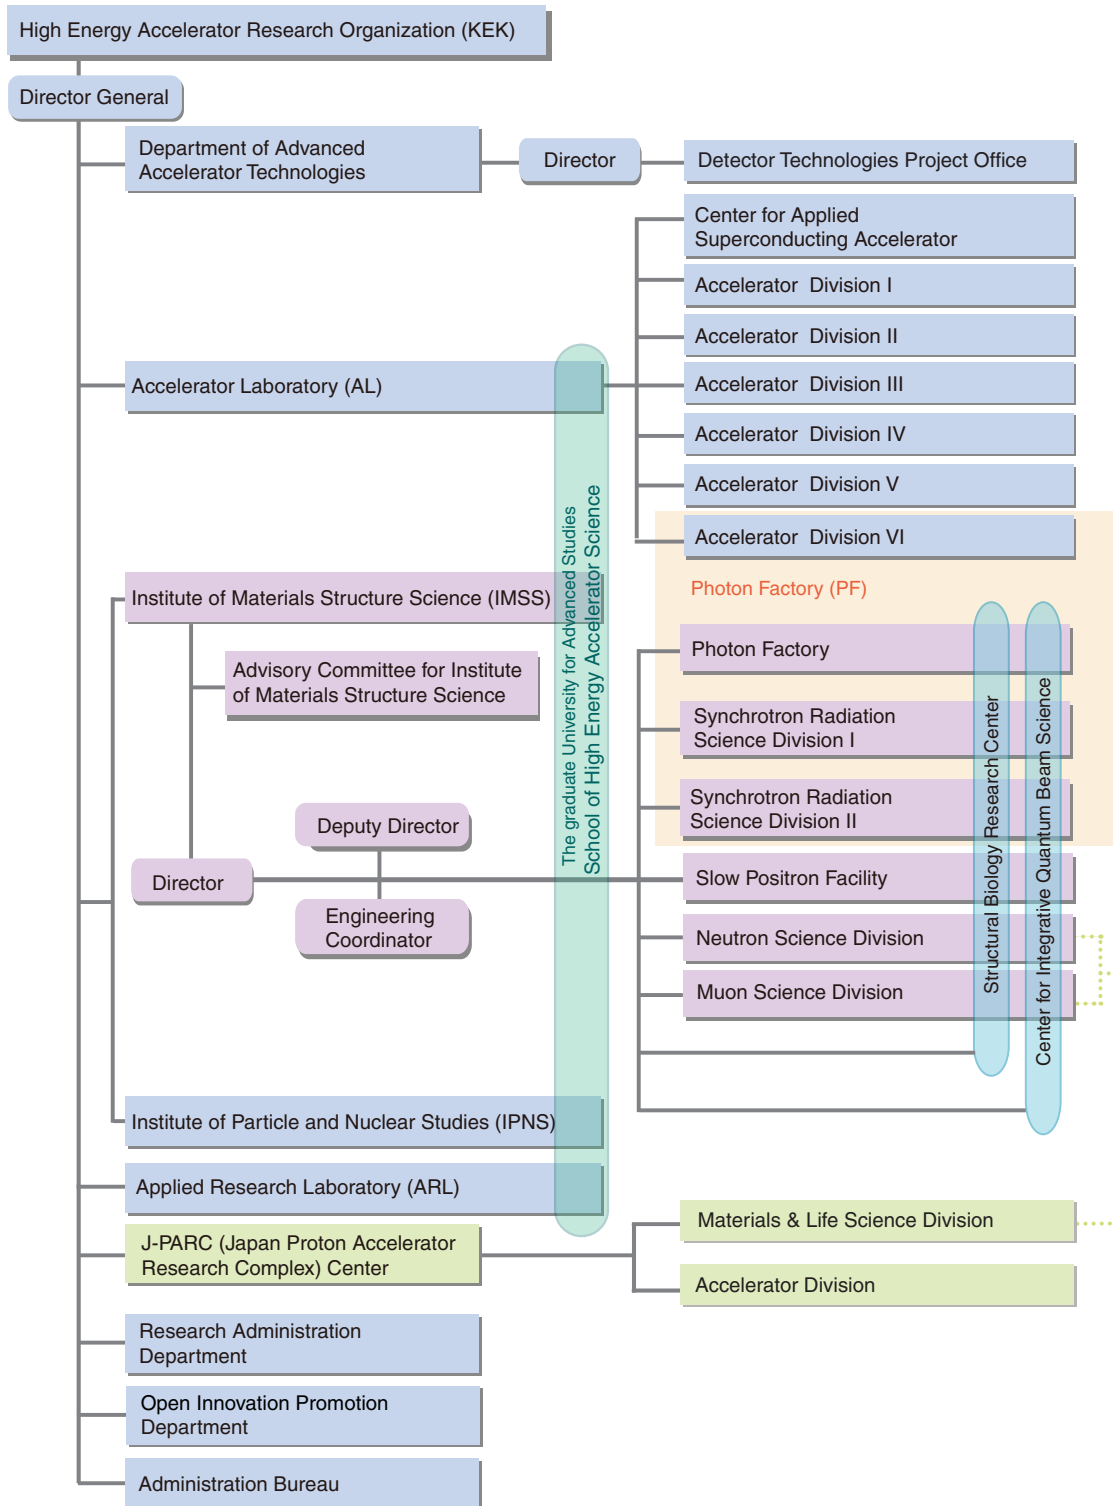 High Energy Accelerator Research Organization (KEK)
Director General
Department of Advanced
Accelerator Technologies
Director
Detector Technologies Project Office
Center for Applied
Superconducting Accelerator
Accelerator Division I
Accelerator Division II
Accelerator Laboratory (AL)
Accelerator Division III
Accelerator Division IV
Accelerator Division V
Accelerator Division VI
The graduate University for Advanced Studies
School of High Energy Accelerator Science
Institute of Materials Structure Science (IMSS)
Photon Factory (PF)
Advisory Committee for Institute
of Materials Structure Science
Photon Factory
Synchrotron Radiation
Science Division I
Synchrotron Radiation
Science Division II
Deputy Director
Director
Engineering
Coordinator
Slow Positron Facility
Neutron Science Division
Muon Science Division
Structural Biology Research Center
Center for Integrative Quantum Beam Science
Institute of Particle and Nuclear Studies (IPNS)
Applied Research Laboratory (ARL)
J-PARC (Japan Proton Accelerator
Research Complex) Center
Materials & Life Science Division
Accelerator Division
Research Administration
Department
Open Innovation Promotion
Department
Administration Bureau